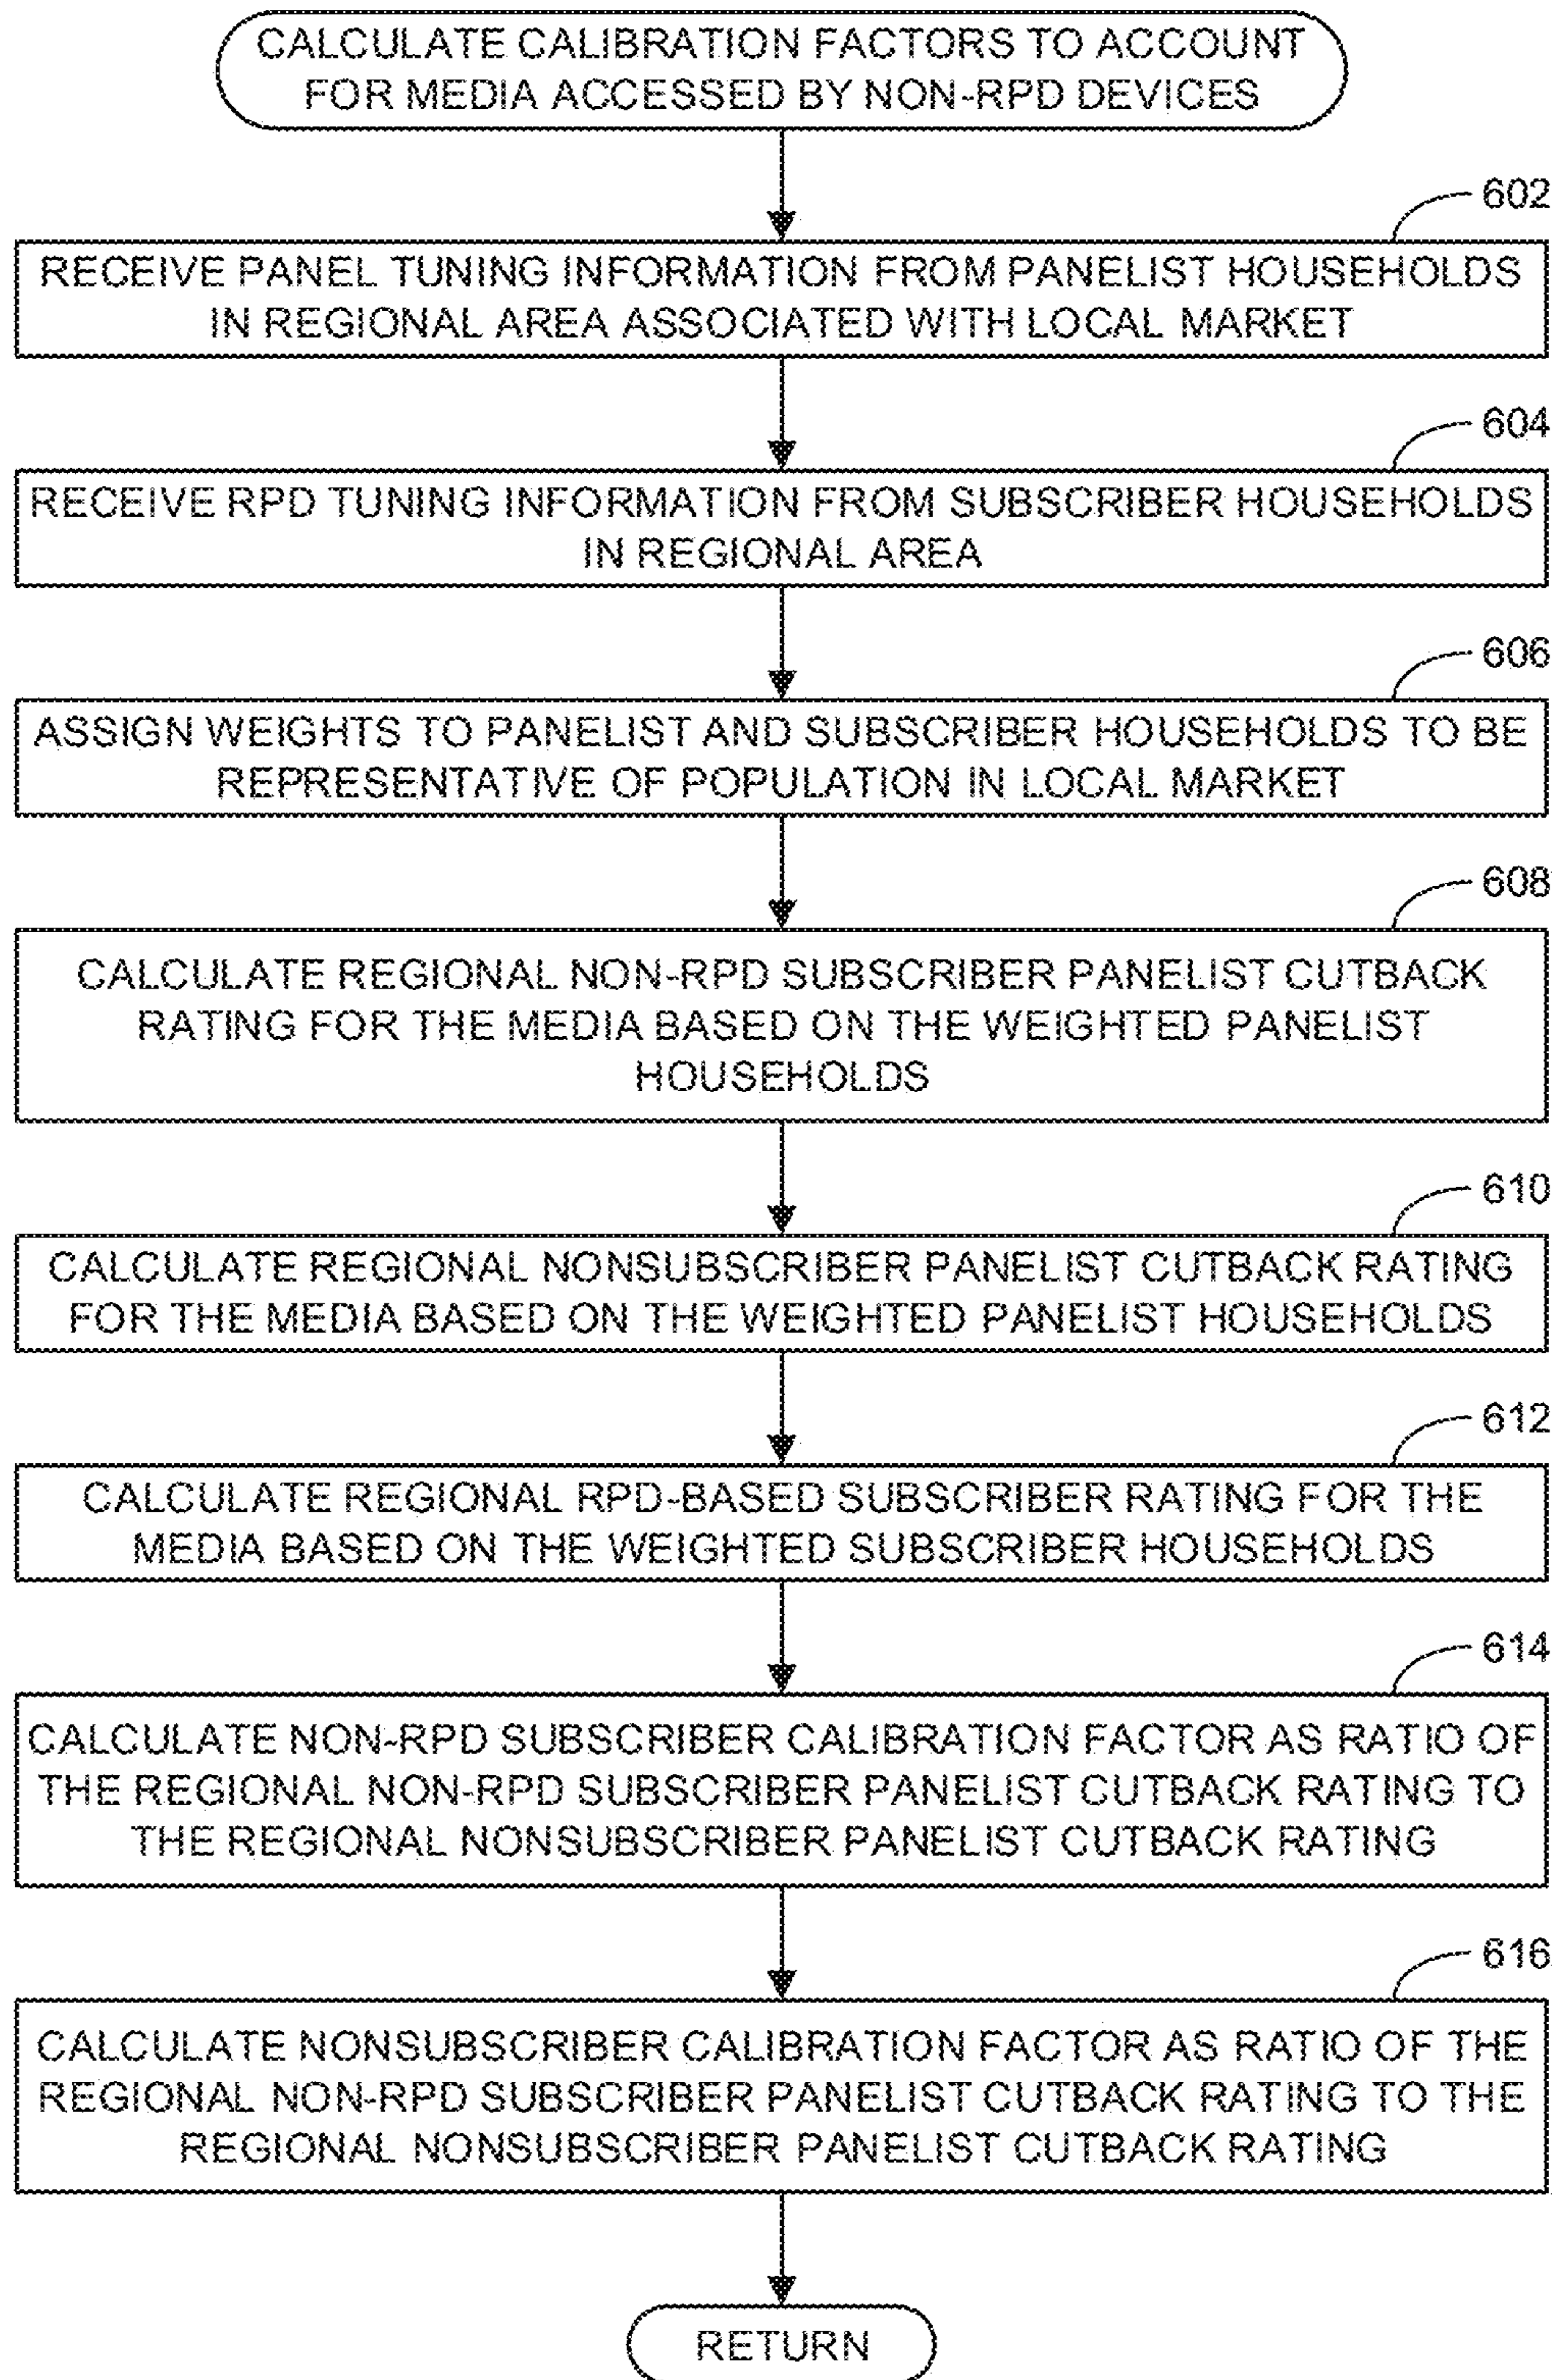 CALCULATE CALIBRATION FACTORS TO ACCOUNT
FOR MEDIA ACCESSED BY NON-RPD DEVICES
602
RECEIVE PANEL TUNING INFORMATION FROM PANELIST HOUSEHOLDS
IN REGIONAL AREA ASSOCIATED WITH LOCAL MARKET
604
RECEIVE RPD TUNING INFORMATION FROM SUBSCRIBER HOUSEHOLDS
IN REGIONAL AREA
606
ASSIGN WEIGHTS TO PANELIST AND SUBSCRIBER HOUSEHOLDS TO BE
REPRESENTATIVE OF POPULATION IN LOCAL MARKET
608
CALCULATE REGIONAL NON-RPD SUBSCRIBER PANELIST CUTBACK
RATING FOR THE MEDIA BASED ON THE WEIGHTED PANELIST
HOUSEHOLDS
610
CALCULATE REGIONAL NONSUBSCRIBER PANELIST CUTBACK RATING
FOR THE MEDIA BASED ON THE WEIGHTED PANELIST HOUSEHOLDS
612
CALCULATE REGIONAL RPD-BASED SUBSCRIBER RATING FOR THE
MEDIA BASED ON THE WEIGHTED SUBSCRIBER HOUSEHOLDS
614
CALCULATE NON-RPD SUBSCRIBER CALIBRATION FACTOR AS RATIO OF
THE REGIONAL NON-RPD SUBSCRIBER PANELIST CUTBACK RATING TO
THE REGIONAL NONSUBSCRIBER PANELIST CUTBACK RATING
616
CALCULATE NONSUBSCRIBER CALIBRATION FACTOR AS RATIO OF THE
REGIONAL NON-RPD SUBSCRIBER PANELIST CUTBACK RATING TO THE
REGIONAL NONSUBSCRIBER PANELIST CUTBACK RATING
RETURN